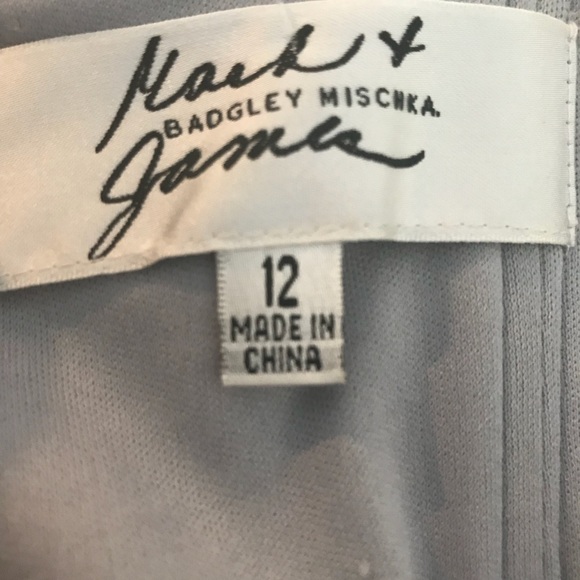 Mark +
BADGLEY MISCHKA.
James
12
MADE IN
CHINA